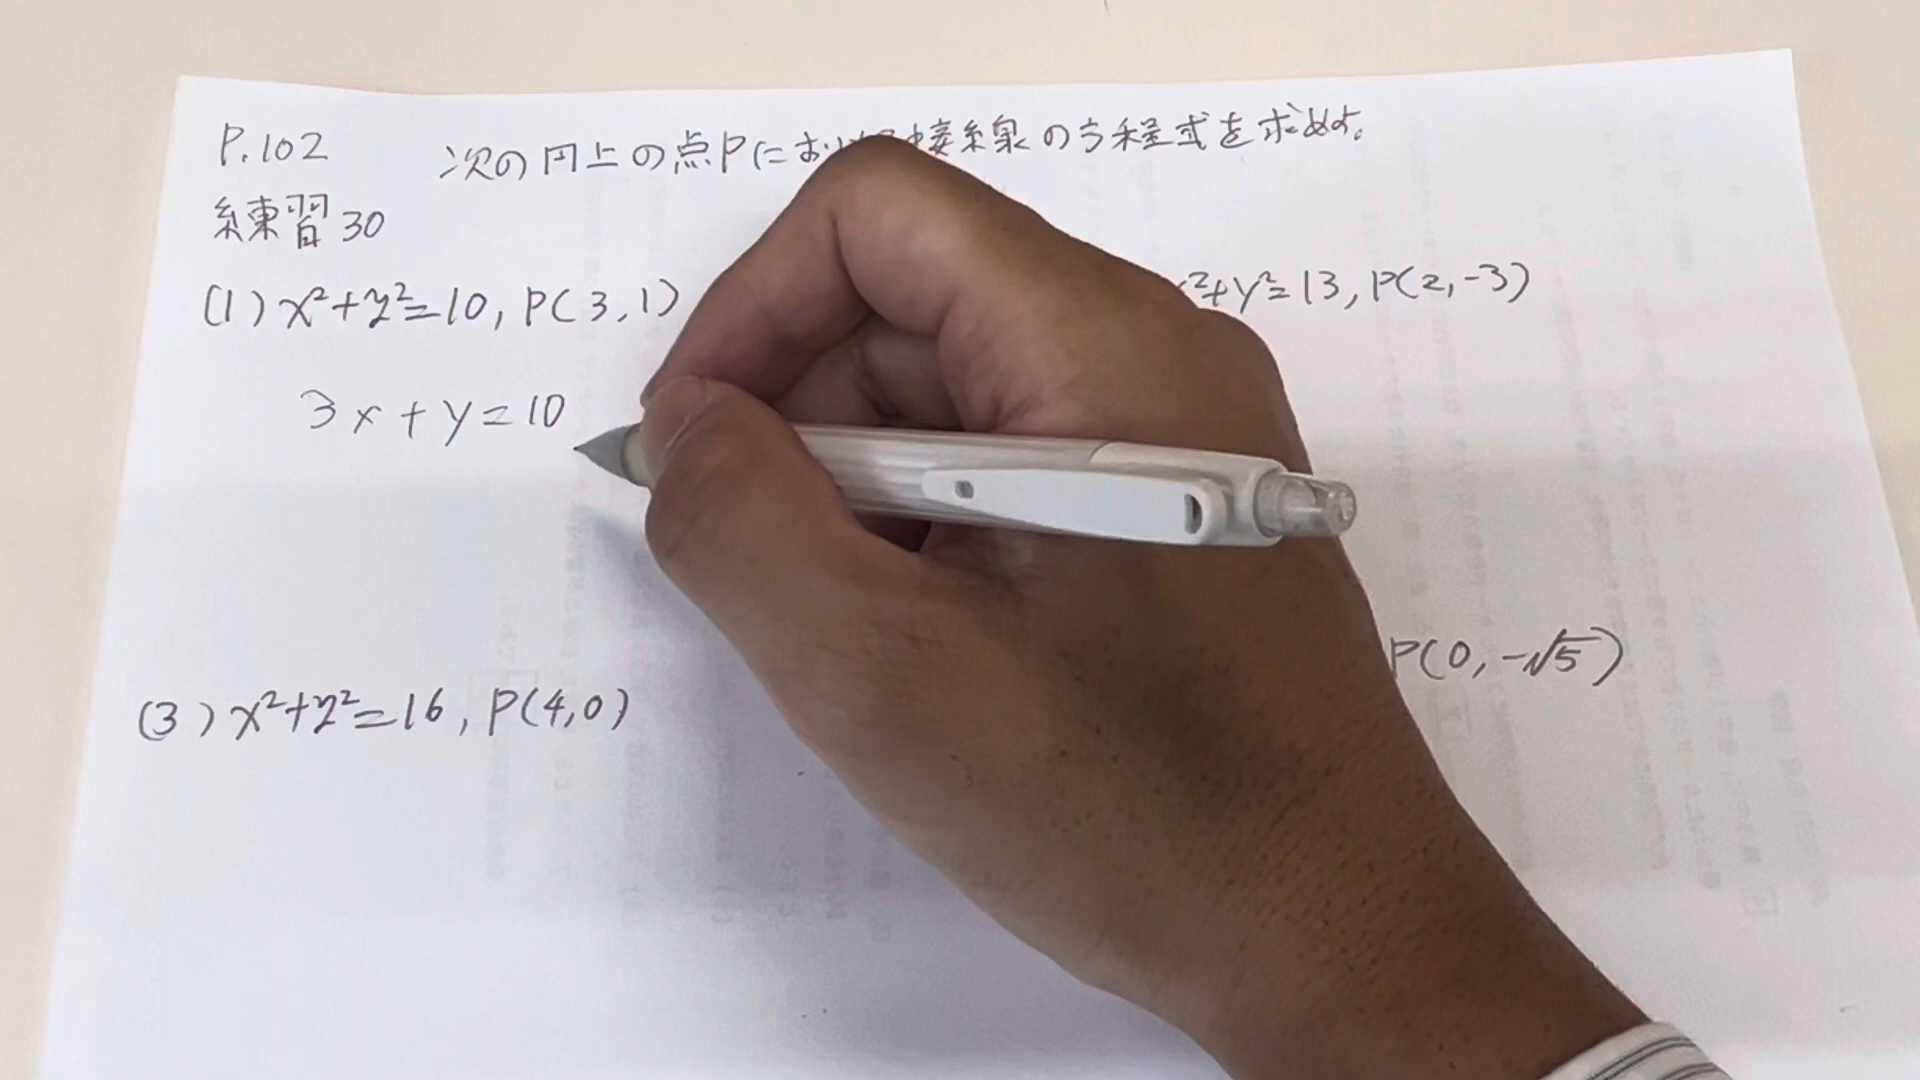 P.102 次の円上の点Pにお 接線の方程式を求めよ。
練習30
(1) x²+y²=10, P(3,1)
x²+y²=13, P(2,-3)
3x+y=10
P(0,-√5)
(3) x²+y²=16, P(4,0)